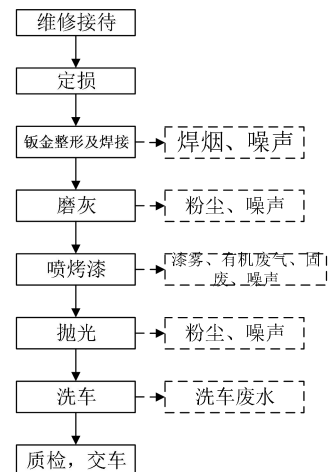 维修接待
定损
钣金整形及焊接
焊烟、噪声
磨灰
粉尘、噪声
喷烤漆
漆雾、有机废气、固
废、噪声
抛光
粉尘、噪声
洗车
洗车废水
质检，交车